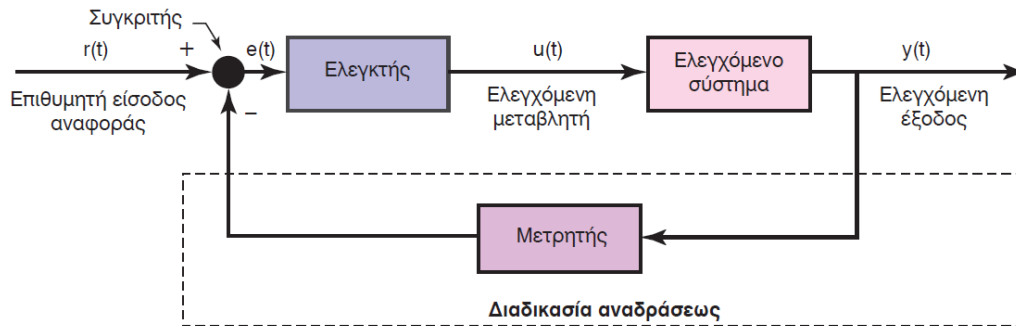 Συγκριτής
r(t)
+
e(t)
Ελεγκτής
u(t)
Ελεγχόμενο
σύστημα
y(t)
Επιθυμητή είσοδος
αναφοράς
−
Ελεγχόμενη
μεταβλητή
Ελεγχόμενη
έξοδος
Μετρητής
Διαδικασία αναδράσεως